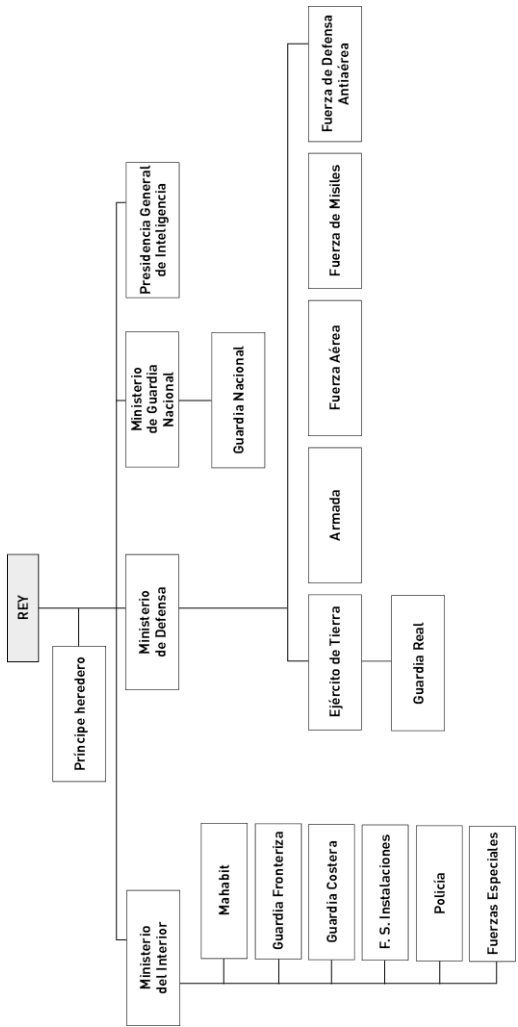 REY
Príncipe heredero
Ministerio
del Interior
Ministerio
de Defensa
Ministerio
de Guardia
Nacional
Presidencia General
de Inteligencia
Mahabit
Guardia Fronteriza
Guardia Costera
F. S. Instalaciones
Policía
Fuerzas Especiales
Guardia Nacional
Ejército de Tierra
Armada
Fuerza Aérea
Fuerza de Misiles
Fuerza de Defensa
Antiaérea
Guardia Real